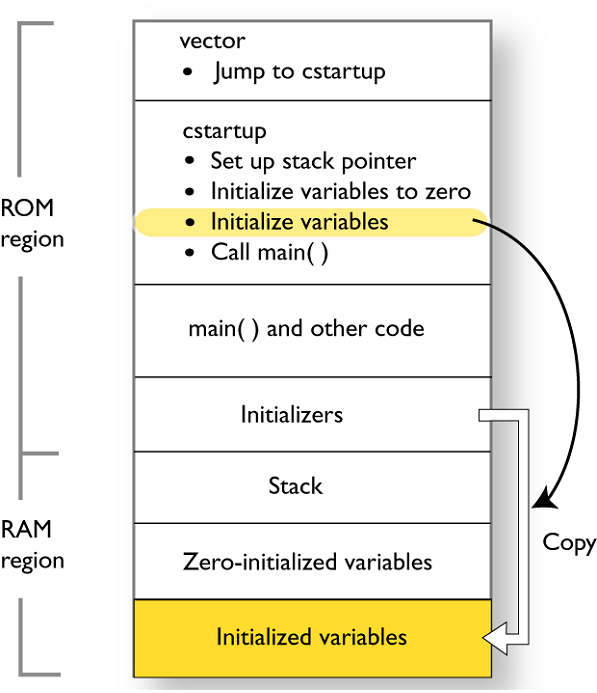 vector
• Jump to cstartup
cstartup
• Set up stack pointer
• Initialize variables to zero
• Initialize variables
• Call main( )
ROM
region
main( ) and other code
Initializers
Stack
RAM
region
Copy
Zero-initialized variables
Initialized variables